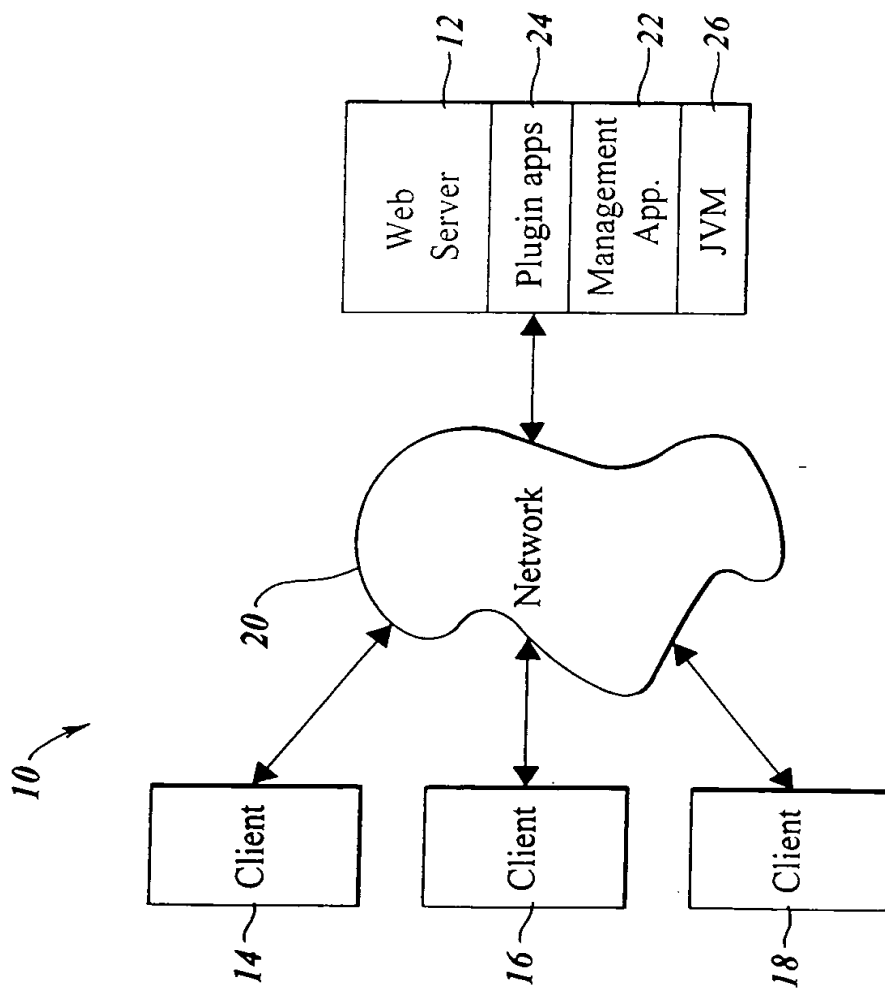 10
14
Client
16
Client
18
Client
20
Network
Web
Server
12
Plugin apps
24
Management
App.
22
JVM
26